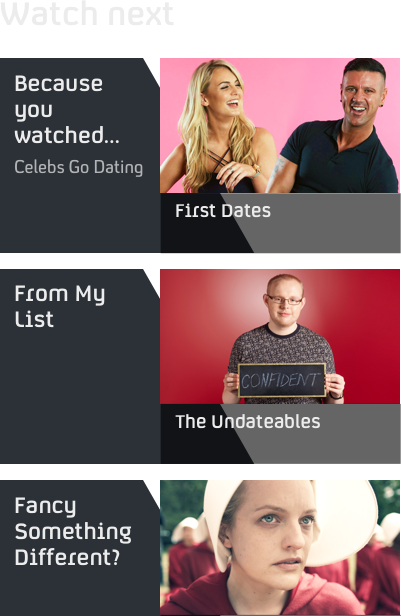 Watch next
Because
you
watched...
Celebs Go Dating
First Dates
From My
List
CONFIDENT
The Undateables
Fancy
Something
Different?